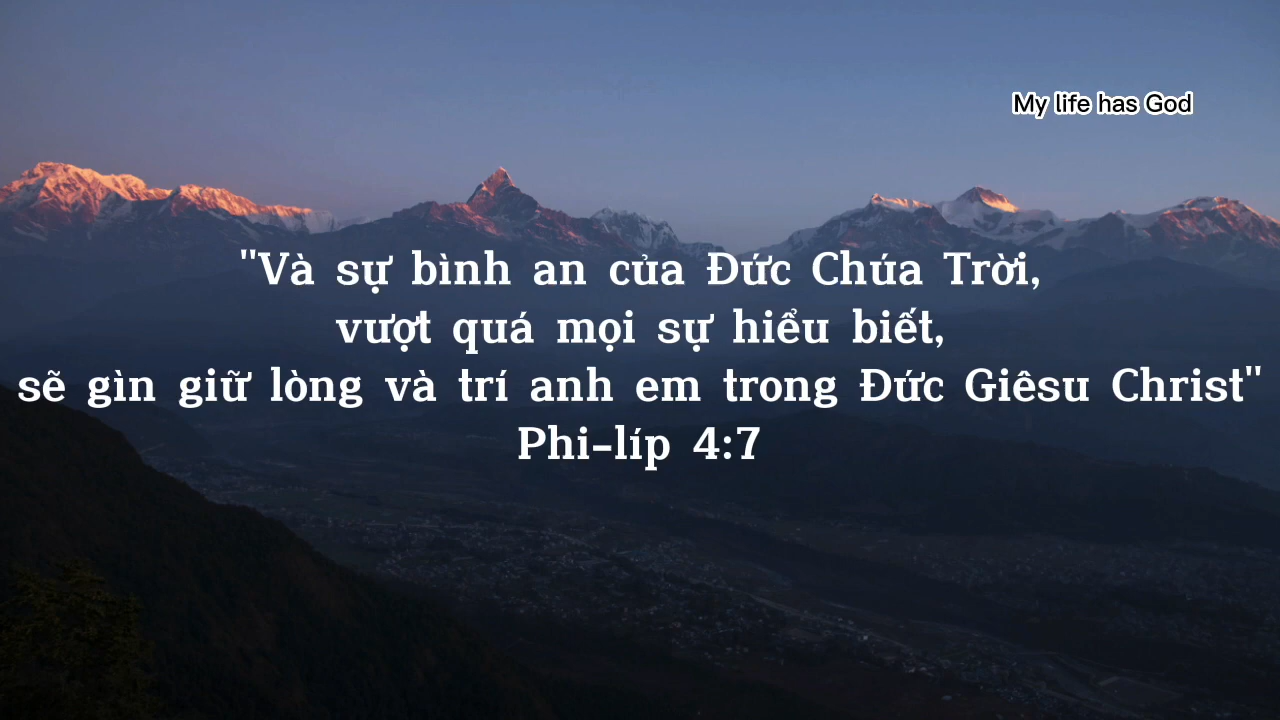 My life has God
"Và sự bình an của Đức Chúa Trời,
vượt quá mọi sự hiểu biết,
sẽ gìn giữ lòng và trí anh em trong Đức Giêsu Christ"
Phi-líp 4:7